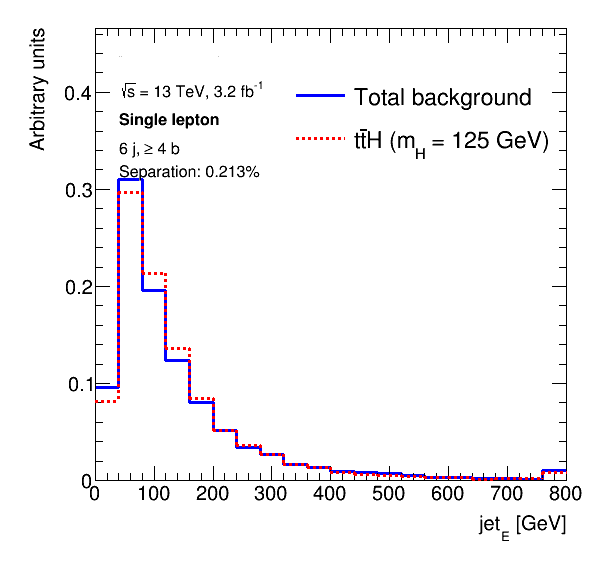 Arbitrary units
√s = 13 TeV, 3.2 fb⁻¹
Single lepton
6 j, ≥ 4 b
Separation: 0.213%
Total background
tt̄H (m_H = 125 GeV)
0.4
0.3
0.2
0.1
0
0 100 200 300 400 500 600 700 800
jet_E [GeV]